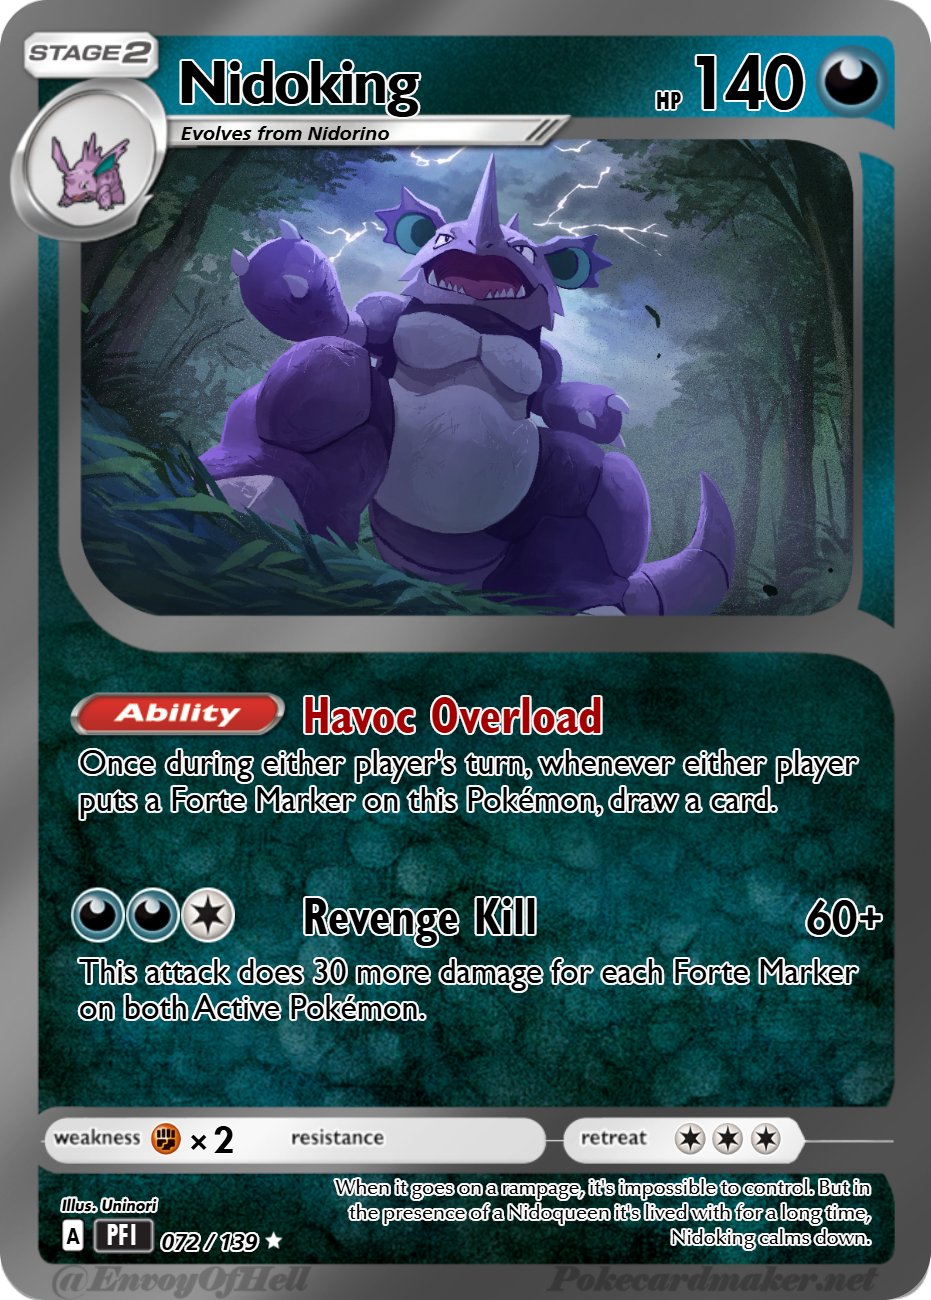 STAGE2
Nidoking
HP 140
Evolves from Nidorino
Ability Havoc Overload
Once during either player's turn, whenever either player
puts a Forte Marker on this Pokémon, draw a card.
Revenge Kill 60+
This attack does 30 more damage for each Forte Marker
on both Active Pokémon.
weakness ×2 resistance retreat
When it goes on a rampage, it's impossible to control. But in
the presence of a Nidoqueen it's lived with for a long time,
Nidoking calms down.
Illus. Uninori
A PFI 072 / 139
@EnvoyOfHell Pokecardmaker.net